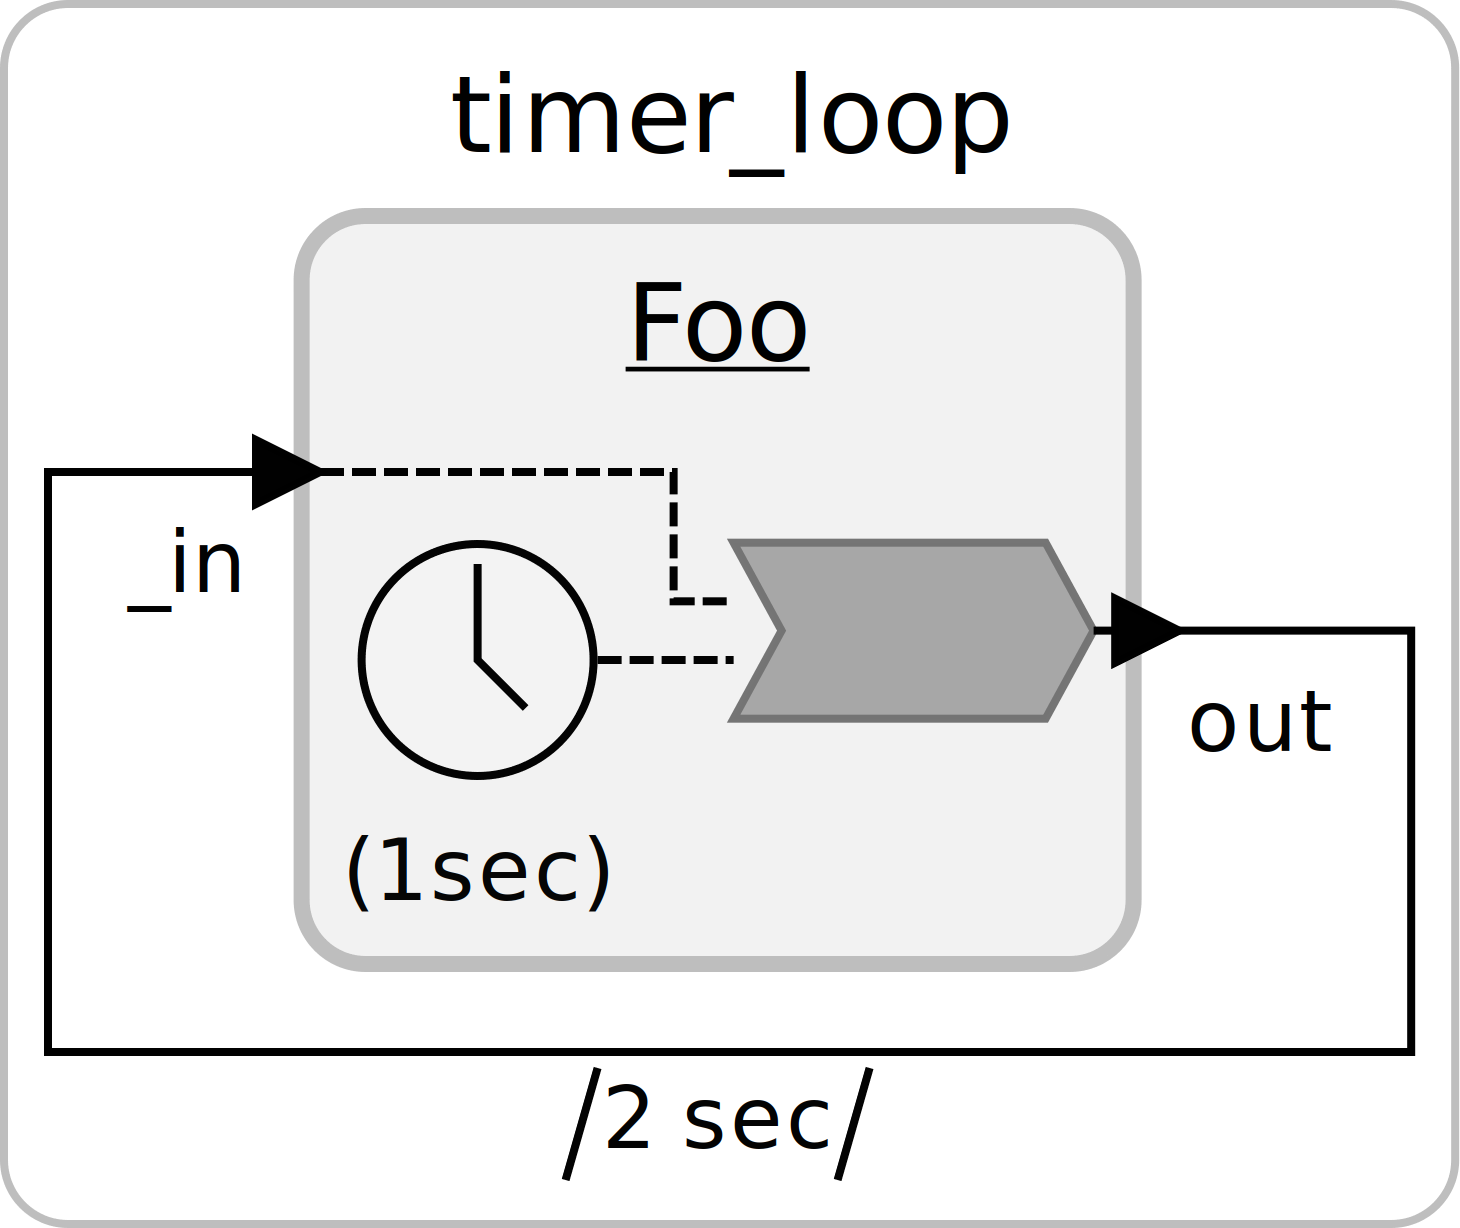 timer_loop
Foo
_in
out
(1sec)
/2 sec/